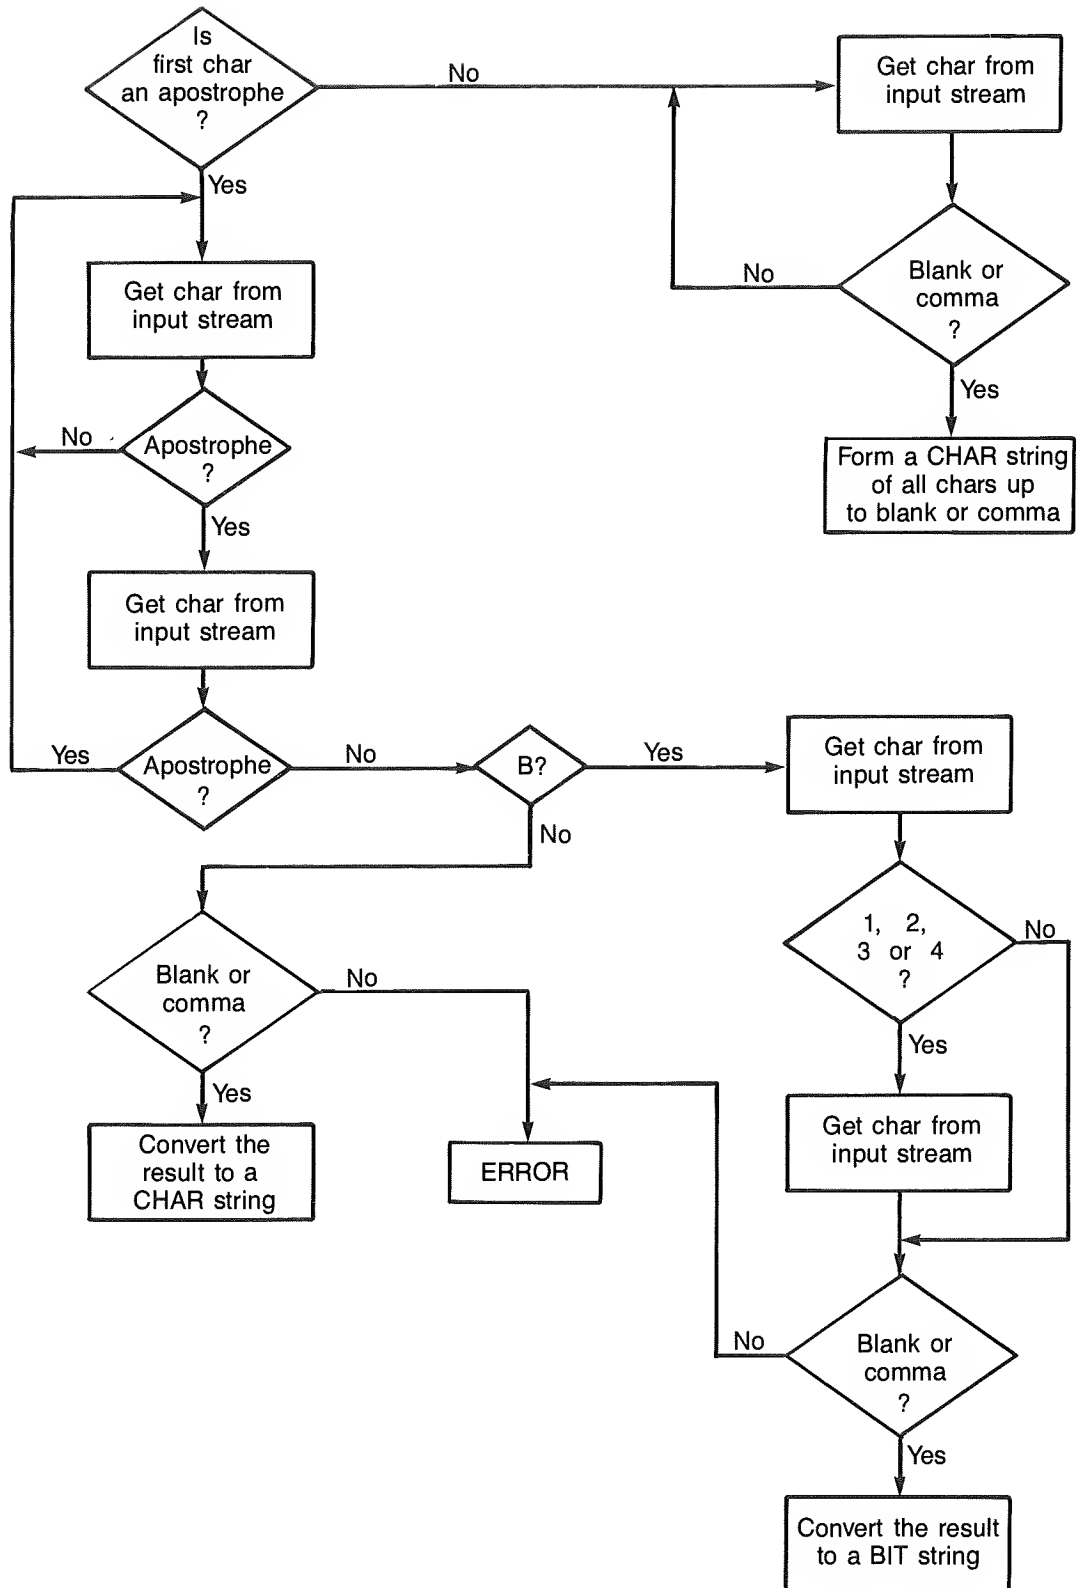 Is
first char
an apostrophe
?
No
Get char from
input stream
Yes
Get char from
input stream
No
Blank or
comma
?
Yes
No
Apostrophe
?
Form a CHAR string
of all chars up
to blank or comma
Yes
Get char from
input stream
Yes
Apostrophe
?
No
B?
Yes
Get char from
input stream
No
1, 2,
3 or 4
?
No
Blank or
comma
?
No
Yes
Yes
Get char from
input stream
Convert the
result to a
CHAR string
ERROR
No
Blank or
comma
?
Yes
Convert the result
to a BIT string